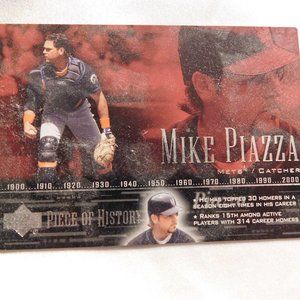 MIKE PIAZZA
METS / CATCHER
1900....1910....1920....1930....1940....1950....1960....1970....1980....1990....2000
PIECE OF HISTORY
• HE HAS TOPPED 30 HOMERS IN A
SEASON EIGHT TIMES IN HIS CAREER
• RANKS 15TH AMONG ACTIVE
PLAYERS WITH 314 CAREER HOMERS